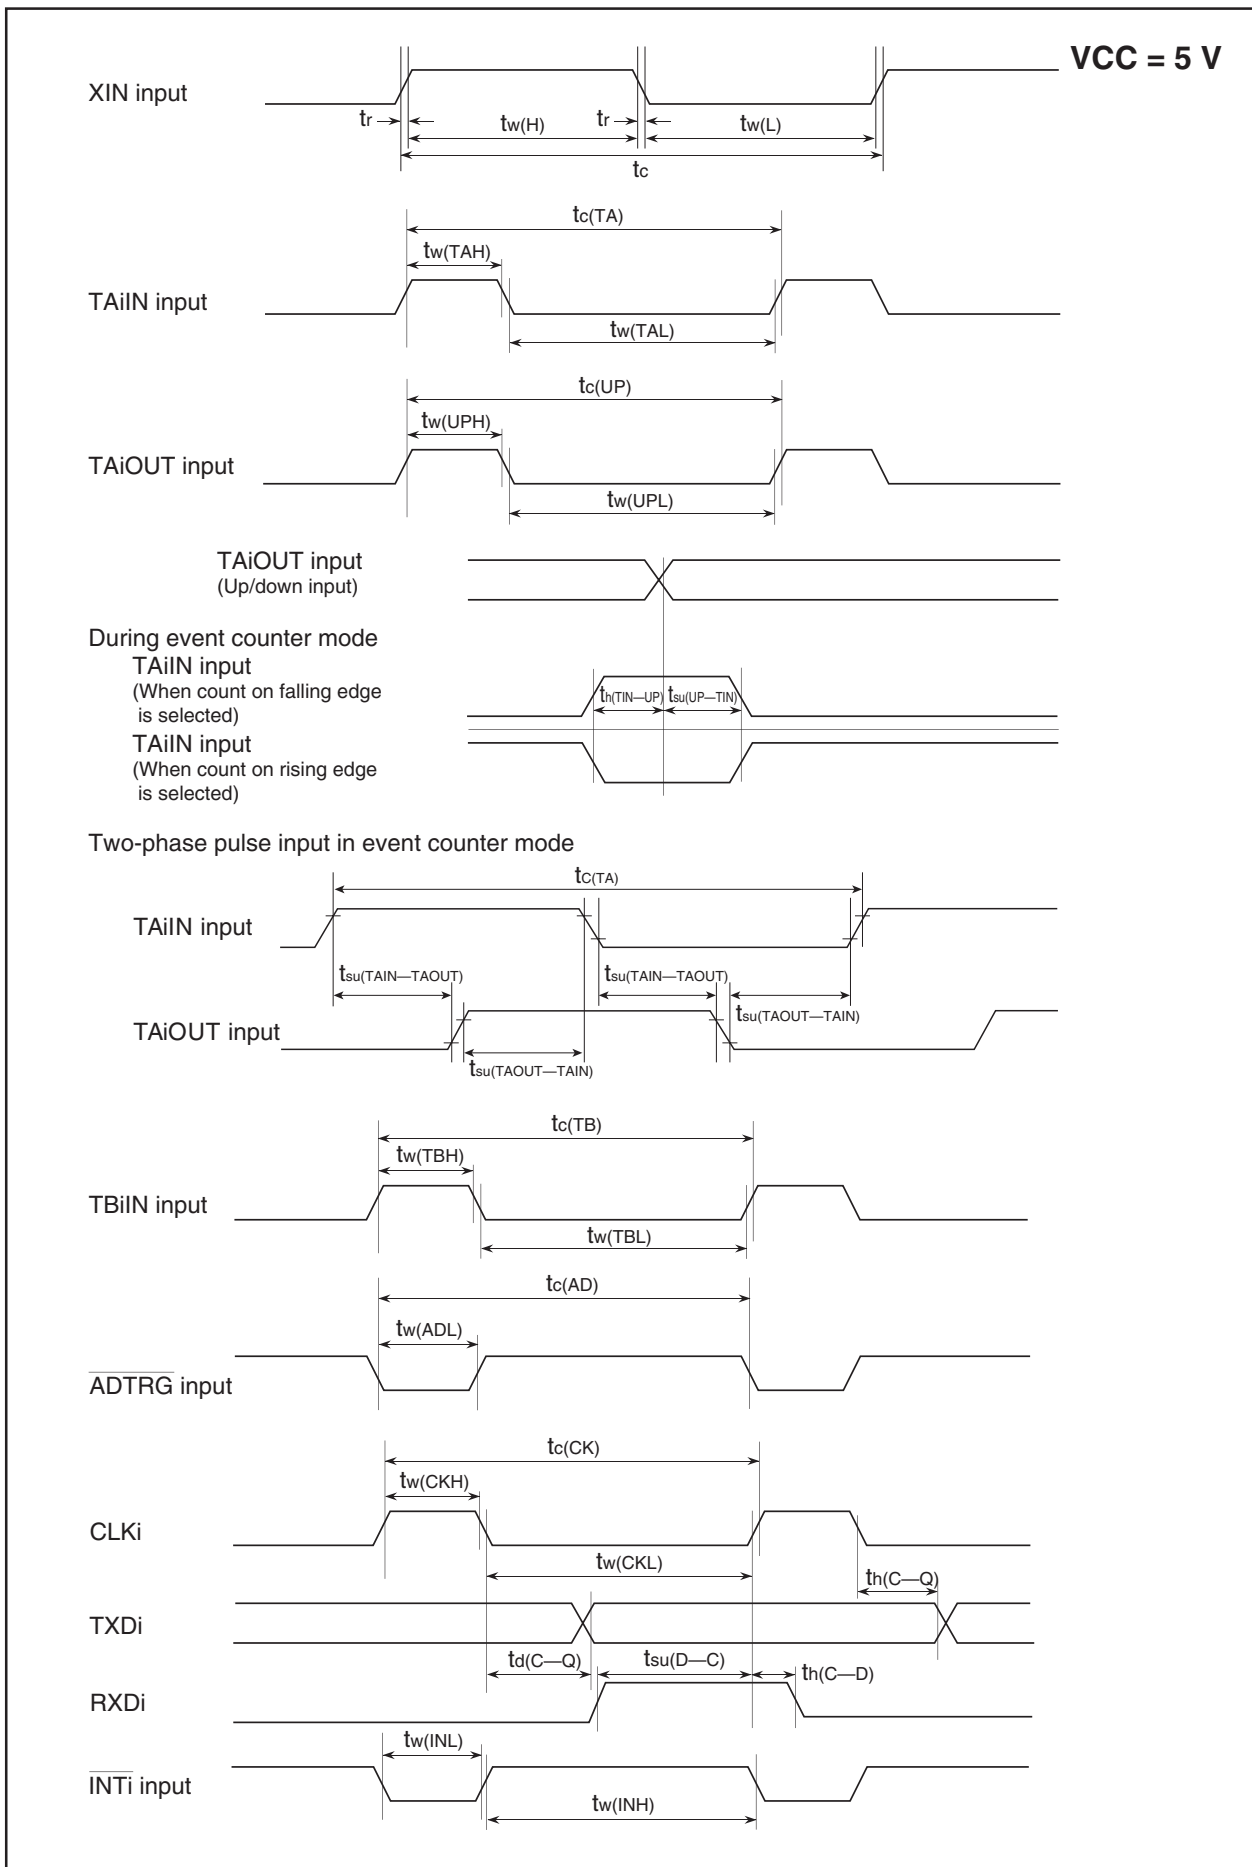 VCC = 5 V
XIN input
tr
tw(H)
tr
tw(L)
tc
tc(TA)
tw(TAH)
TAiIN input
tw(TAL)
tc(UP)
tw(UPH)
TAiOUT input
tw(UPL)
TAiOUT input
(Up/down input)
During event counter mode
TAiIN input
(When count on falling edge
is selected)
th(TIN—UP)
tsu(UP—TIN)
TAiIN input
(When count on rising edge
is selected)
Two-phase pulse input in event counter mode
tC(TA)
TAiIN input
tsu(TAIN—TAOUT)
tsu(TAIN—TAOUT)
tsu(TAOUT—TAIN)
TAiOUT input
tsu(TAOUT—TAIN)
tc(TB)
tw(TBH)
TBiIN input
tw(TBL)
tc(AD)
tw(ADL)
ADTRG input
tc(CK)
tw(CKH)
CLKi
tw(CKL)
th(C—Q)
TXDi
td(C—Q)
tsu(D—C)
th(C—D)
RXDi
tw(INL)
INTi input
tw(INH)